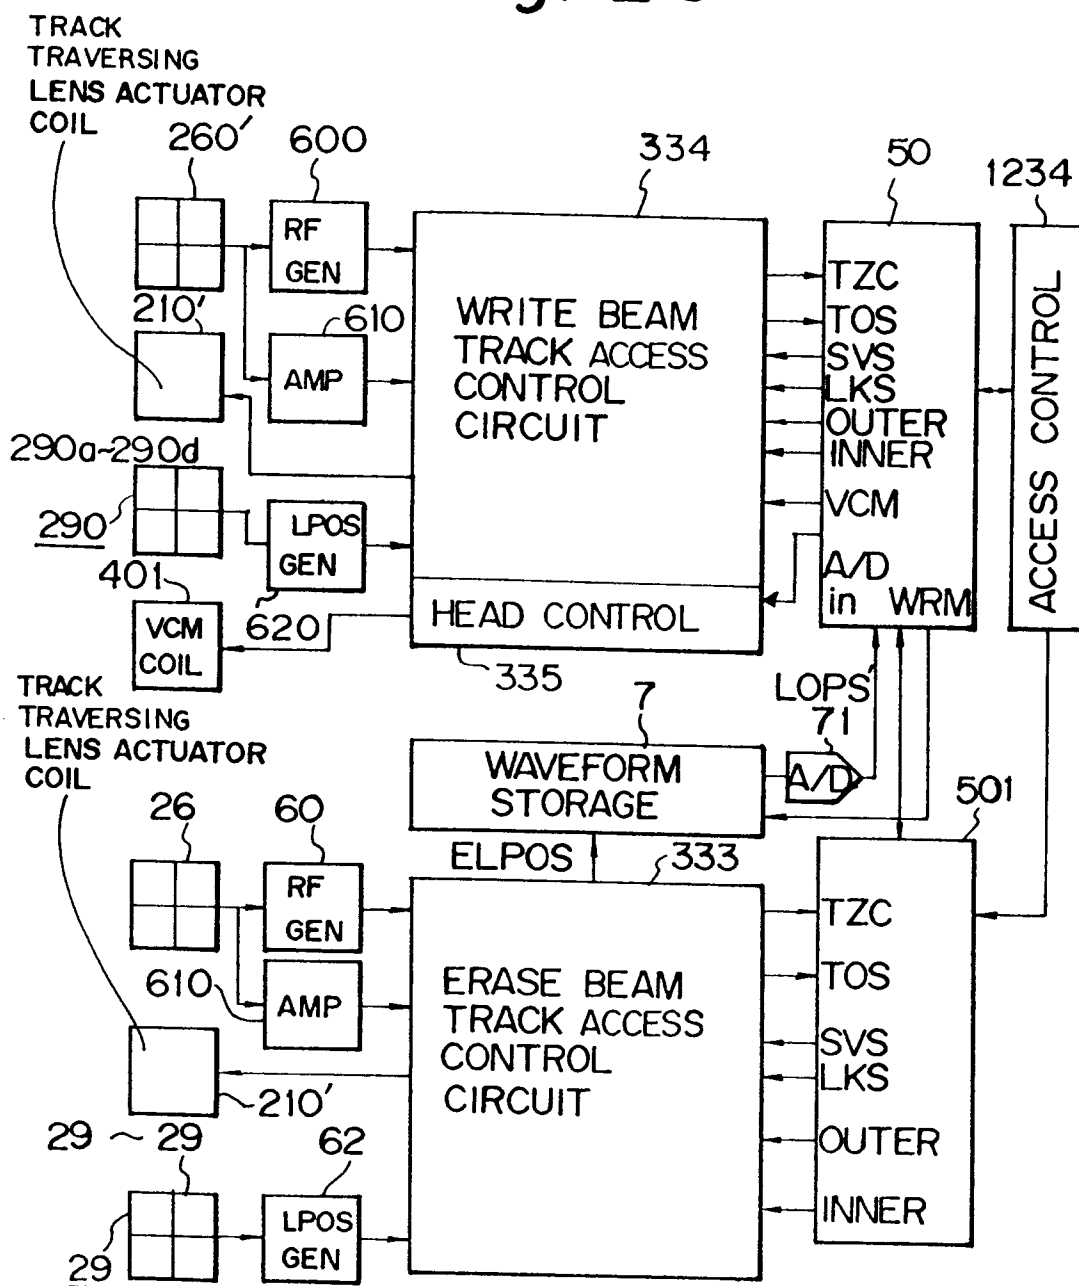 TRACK
TRAVERSING
LENS ACTUATOR
COIL
260'
600
334
50
1234
RF
GEN
210'
610
AMP
WRITE BEAM
TRACK ACCESS
CONTROL
CIRCUIT
TZC
TOS
SVS
LKS
OUTER
INNER
VCM
A/D
in WRM
ACCESS CONTROL
290a~290d
290
LPOS
GEN
620
401
VCM
COIL
HEAD CONTROL
335
LOPS'
7
71
WAVEFORM
STORAGE
A/D
TRACK
TRAVERSING
LENS ACTUATOR
COIL
26
60
ELPOS
333
501
RF
GEN
610
AMP
ERASE BEAM
TRACK ACCESS
CONTROL
CIRCUIT
TZC
TOS
SVS
LKS
OUTER
INNER
210'
29 ~ 29
62
29
LPOS
GEN